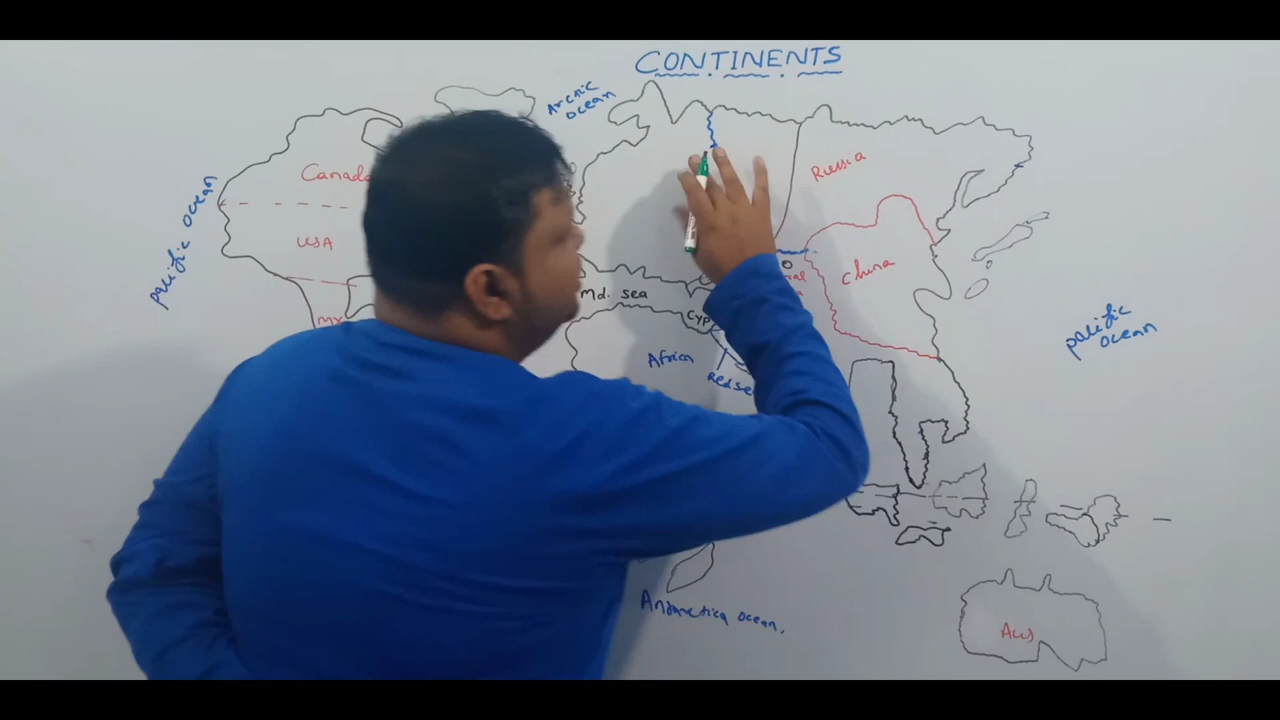 CONTINENTS
Arctic
ocean
Canada
pacific ocean
USA
Russia
China
Md. sea
CYP
Africa
Red se
pacific
ocean
Antarctica ocean.
Aus